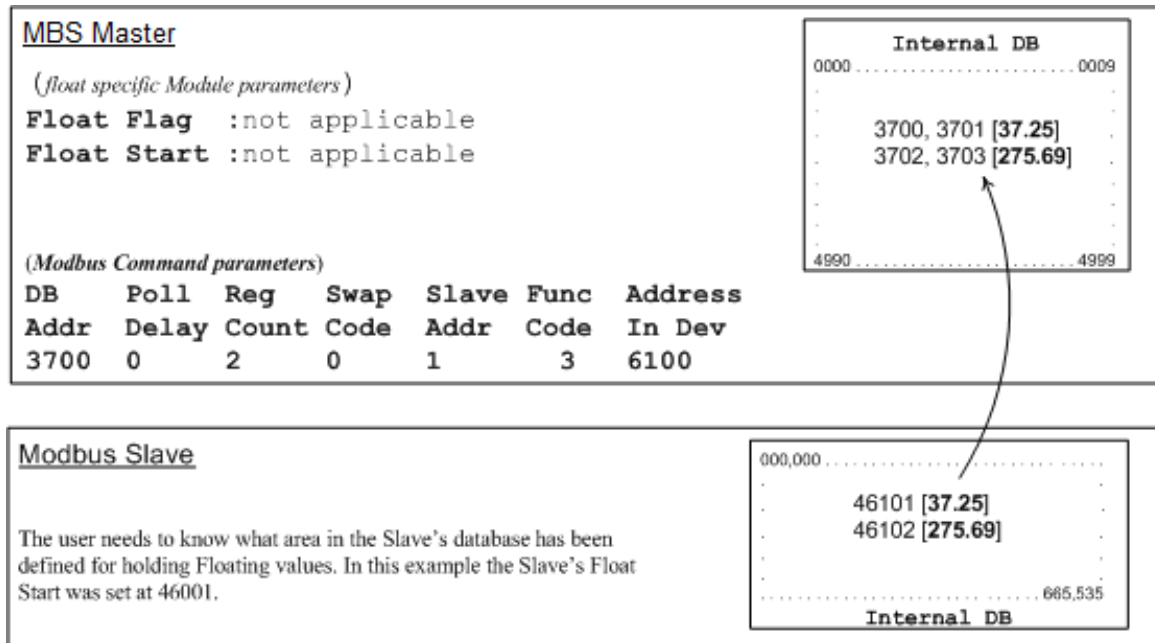 MBS Master
(float specific Module parameters)
Float Flag :not applicable
Float Start :not applicable
Internal DB
0000 0009
3700, 3701 [37.25]
3702, 3703 [275.69]
4990 4999
(Modbus Command parameters)
DB Poll Reg Swap Slave Func Address
Addr Delay Count Code Addr Code In Dev
3700 0 2 0 1 3 6100
Modbus Slave
The user needs to know what area in the Slave's database has been
defined for holding Floating values. In this example the Slave's Float
Start was set at 46001.
000,000
46101 [37.25]
46102 [275.69]
665,535
Internal DB